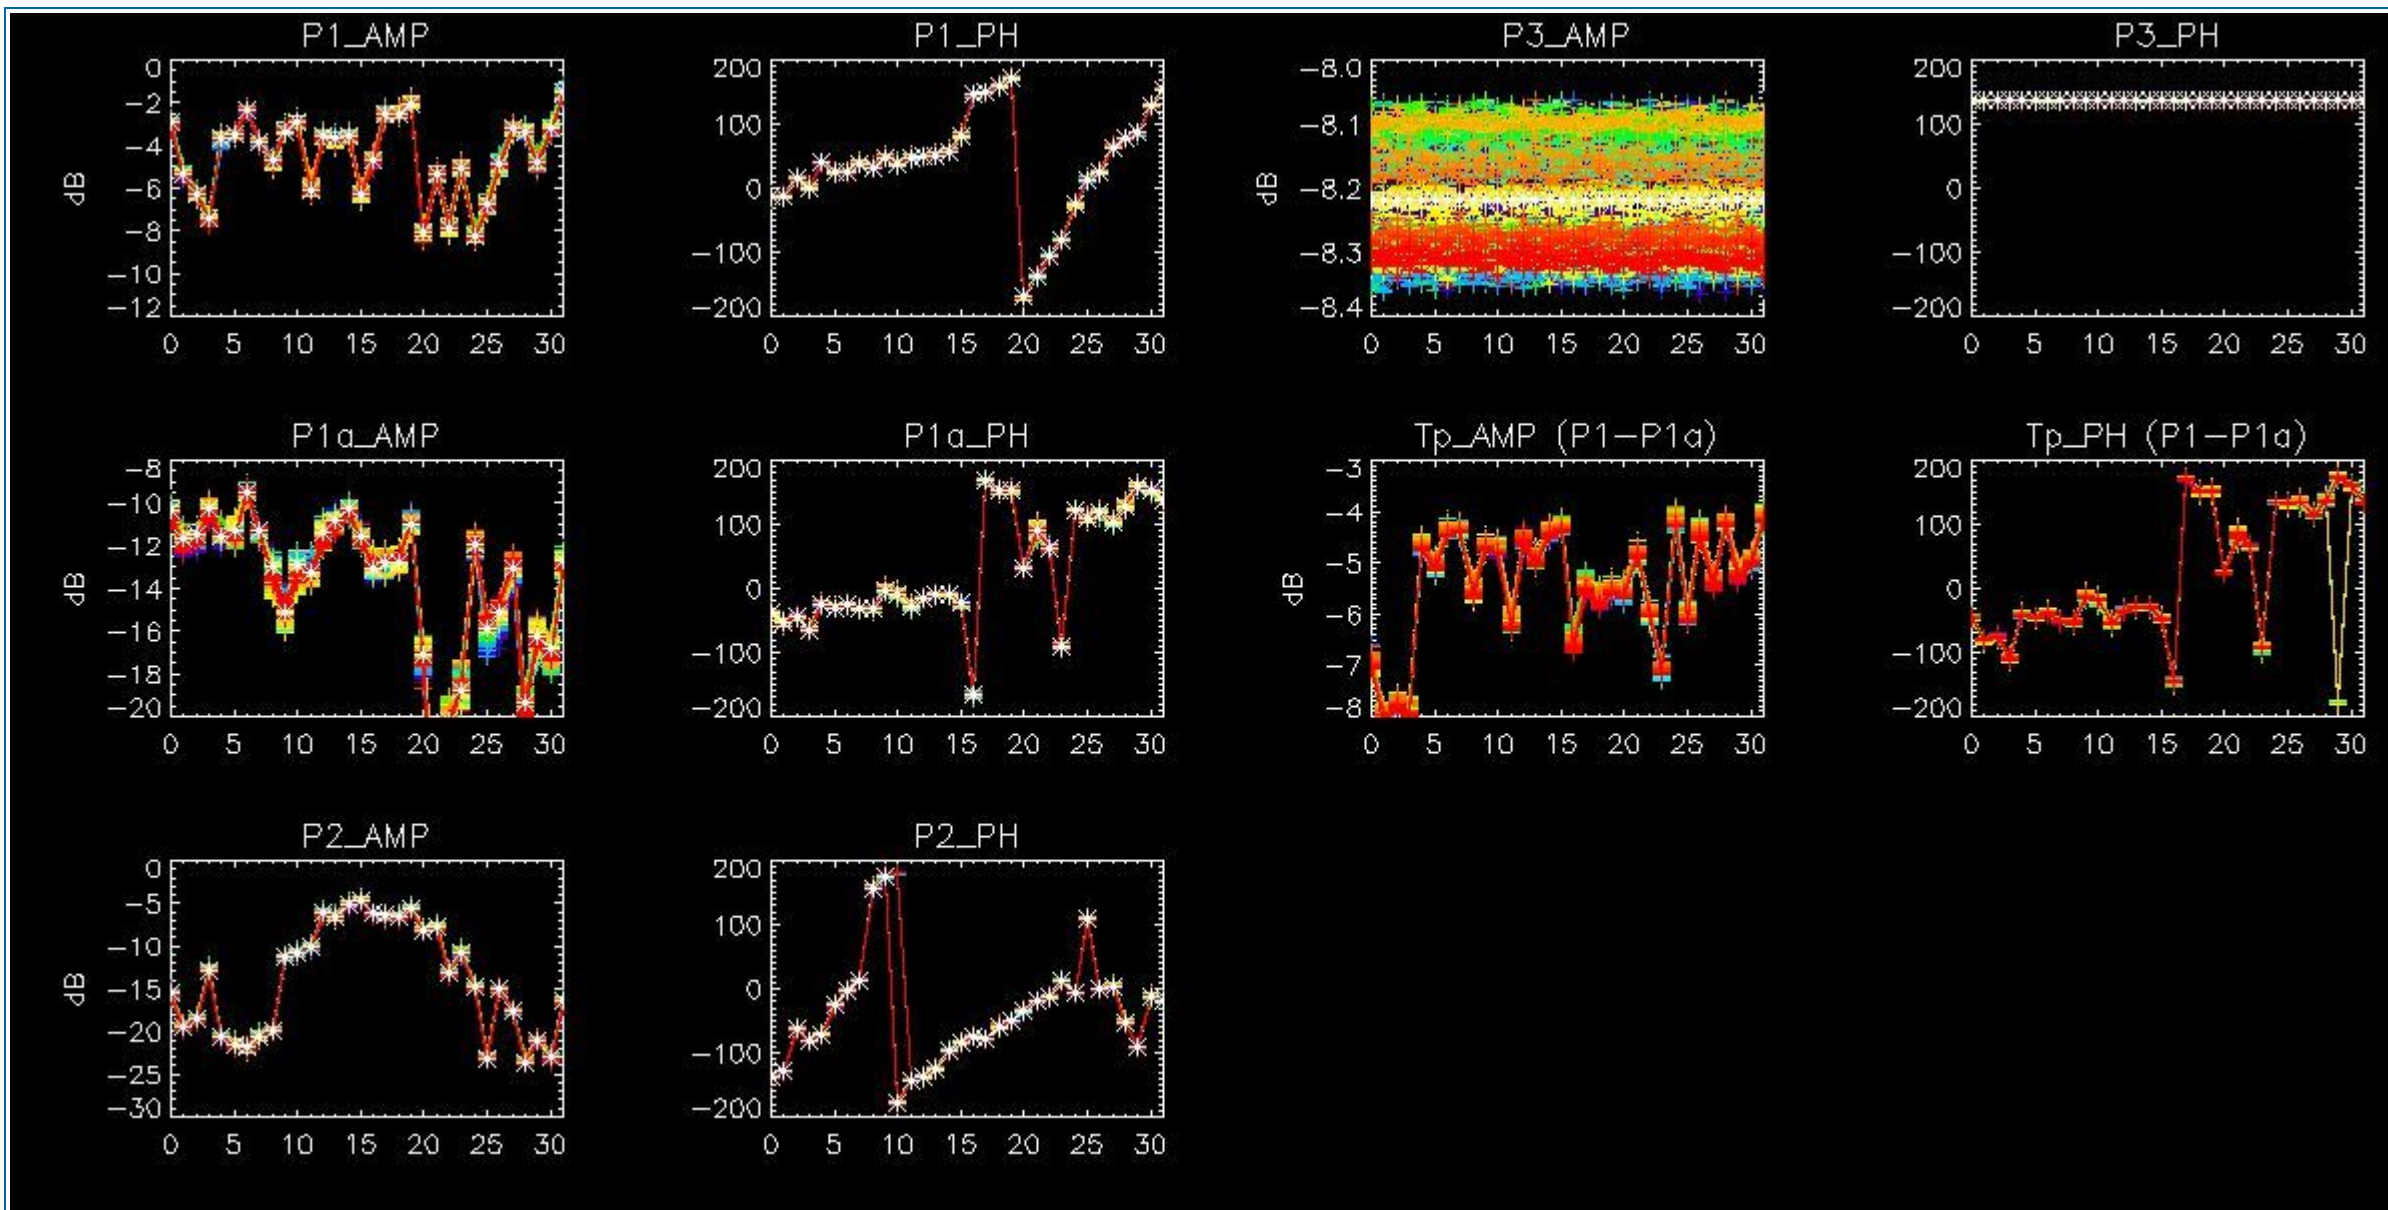 P1_AMP
0
−2
−4
−6
−8
−10
−12
dB
0 5 10 15 20 25 30
P1_PH
200
100
0
−100
−200
0 5 10 15 20 25 30
P3_AMP
−8.0
−8.1
−8.2
−8.3
−8.4
dB
0 5 10 15 20 25 30
P3_PH
200
100
0
−100
−200
0 5 10 15 20 25 30
P1a_AMP
−8
−10
−12
−14
−16
−18
−20
dB
0 5 10 15 20 25 30
P1a_PH
200
100
0
−100
−200
0 5 10 15 20 25 30
Tp_AMP (P1−P1a)
−3
−4
−5
−6
−7
−8
dB
0 5 10 15 20 25 30
Tp_PH (P1−P1a)
200
100
0
−100
−200
0 5 10 15 20 25 30
P2_AMP
0
−5
−10
−15
−20
−25
−30
dB
0 5 10 15 20 25 30
P2_PH
200
100
0
−100
−200
0 5 10 15 20 25 30